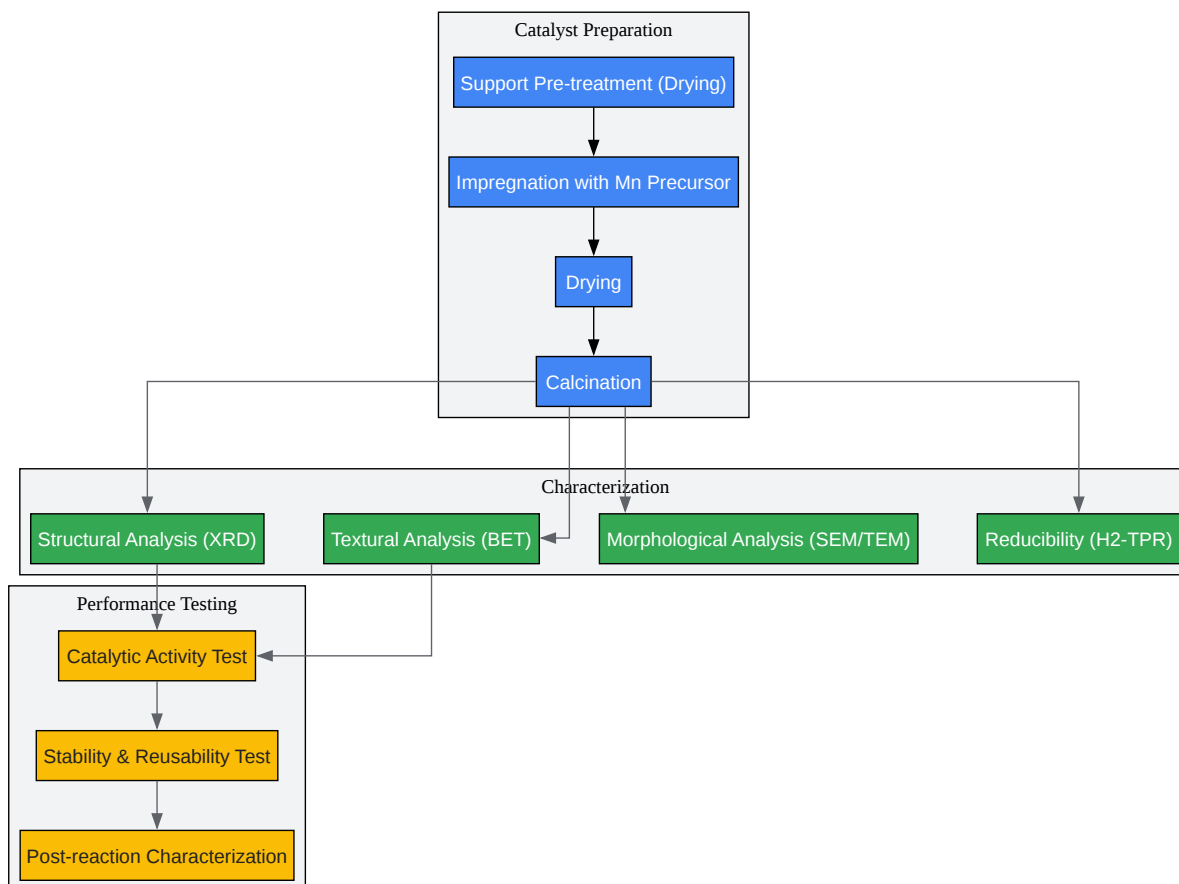 Catalyst Preparation
Support Pre-treatment (Drying)
Impregnation with Mn Precursor
Drying
Calcination
Characterization
Structural Analysis (XRD)
Textural Analysis (BET)
Morphological Analysis (SEM/TEM)
Reducibility (H2-TPR)
Performance Testing
Catalytic Activity Test
Stability & Reusability Test
Post-reaction Characterization